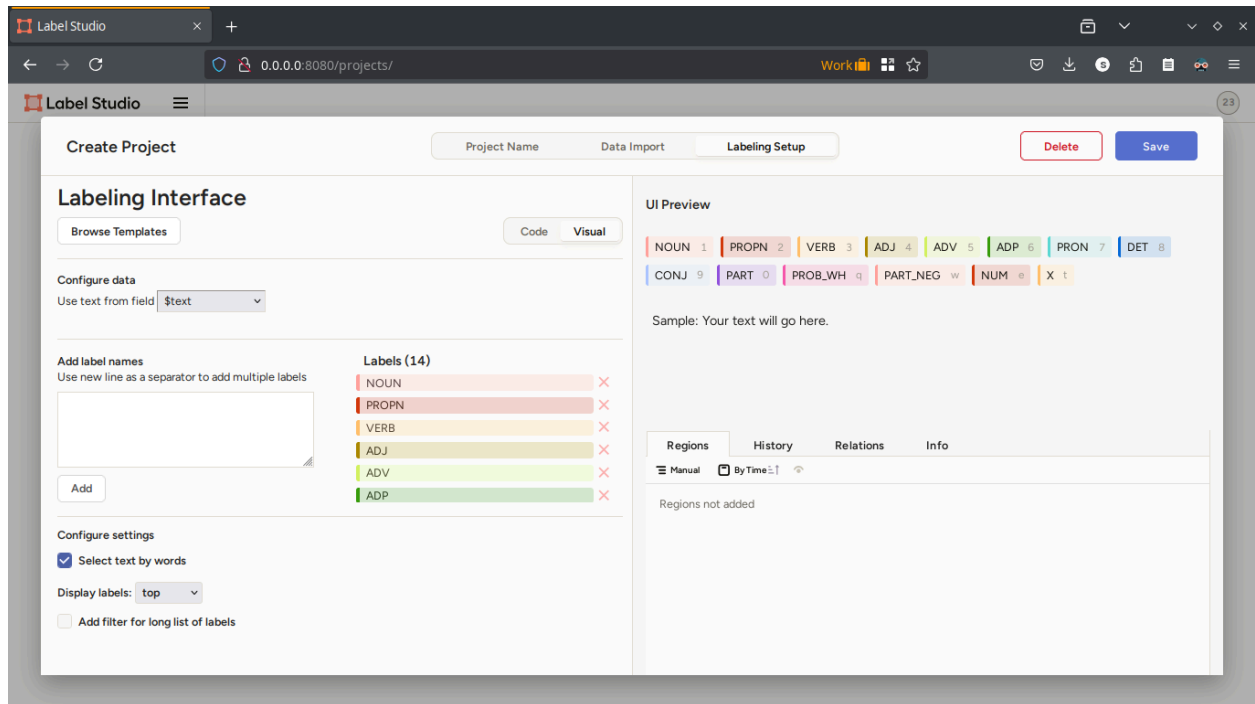 Label Studio × +
0.0.0.0:8080/projects/ Work
Label Studio 23
Create Project Project Name Data Import Labeling Setup Delete Save
Labeling Interface
Browse Templates Code Visual
Configure data
Use text from field $text
Add label names
Use new line as a separator to add multiple labels
Add
Labels (14)
NOUN
PROPN
VERB
ADJ
ADV
ADP
Configure settings
Select text by words
Display labels: top
Add filter for long list of labels
UI Preview
NOUN 1 PROPN 2 VERB 3 ADJ 4 ADV 5 ADP 6 PRON 7 DET 8
CONJ 9 PART 0 PROB_WH q PART_NEG w NUM e X t
Sample: Your text will go here.
Regions History Relations Info
Manual By Time
Regions not added